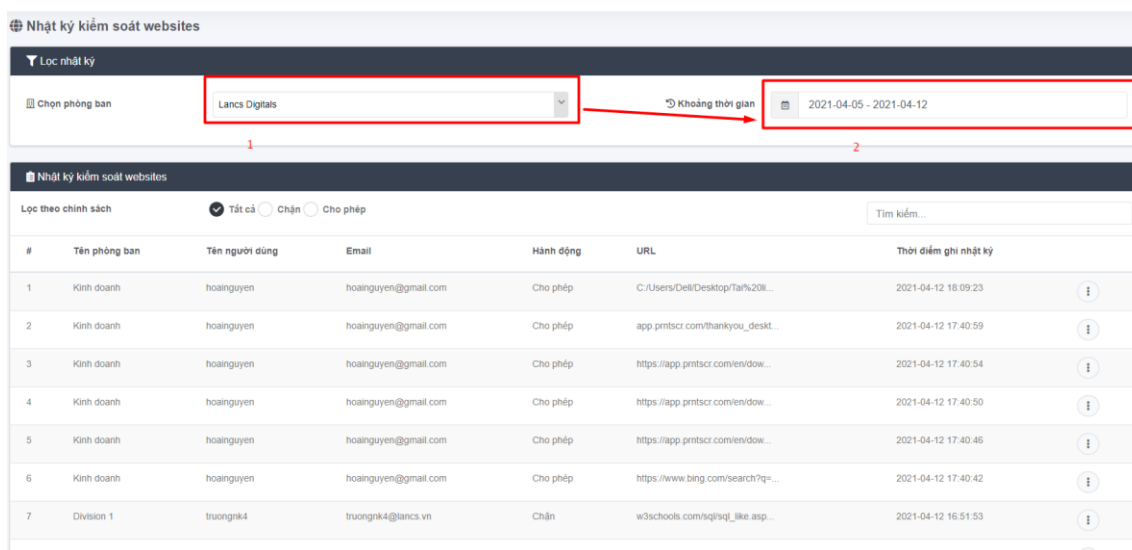 Nhật ký kiểm soát websites
Lọc nhật ký
Chọn phòng ban Lancs Digitals Khoảng thời gian 2021-04-05 - 2021-04-12
1 2
Nhật ký kiểm soát websites
Lọc theo chính sách Tất cả Chặn Cho phép Tìm kiếm...
# Tên phòng ban Tên người dùng Email Hành động URL Thời điểm ghi nhật ký
1 Kinh doanh hoainguyen hoainguyen@gmail.com Cho phép C:/Users/Dell/Desktop/Tai%20li... 2021-04-12 18:09:23
2 Kinh doanh hoainguyen hoainguyen@gmail.com Cho phép app.prntscr.com/thankyou_deskt... 2021-04-12 17:40:59
3 Kinh doanh hoainguyen hoainguyen@gmail.com Cho phép https://app.prntscr.com/en/dow... 2021-04-12 17:40:54
4 Kinh doanh hoainguyen hoainguyen@gmail.com Cho phép https://app.prntscr.com/en/dow... 2021-04-12 17:40:50
5 Kinh doanh hoainguyen hoainguyen@gmail.com Cho phép https://app.prntscr.com/en/dow... 2021-04-12 17:40:46
6 Kinh doanh hoainguyen hoainguyen@gmail.com Cho phép https://www.bing.com/search?q=... 2021-04-12 17:40:42
7 Division 1 truongnk4 truongnk4@lancs.vn Chặn w3schools.com/sql/sql_like.asp... 2021-04-12 16:51:53